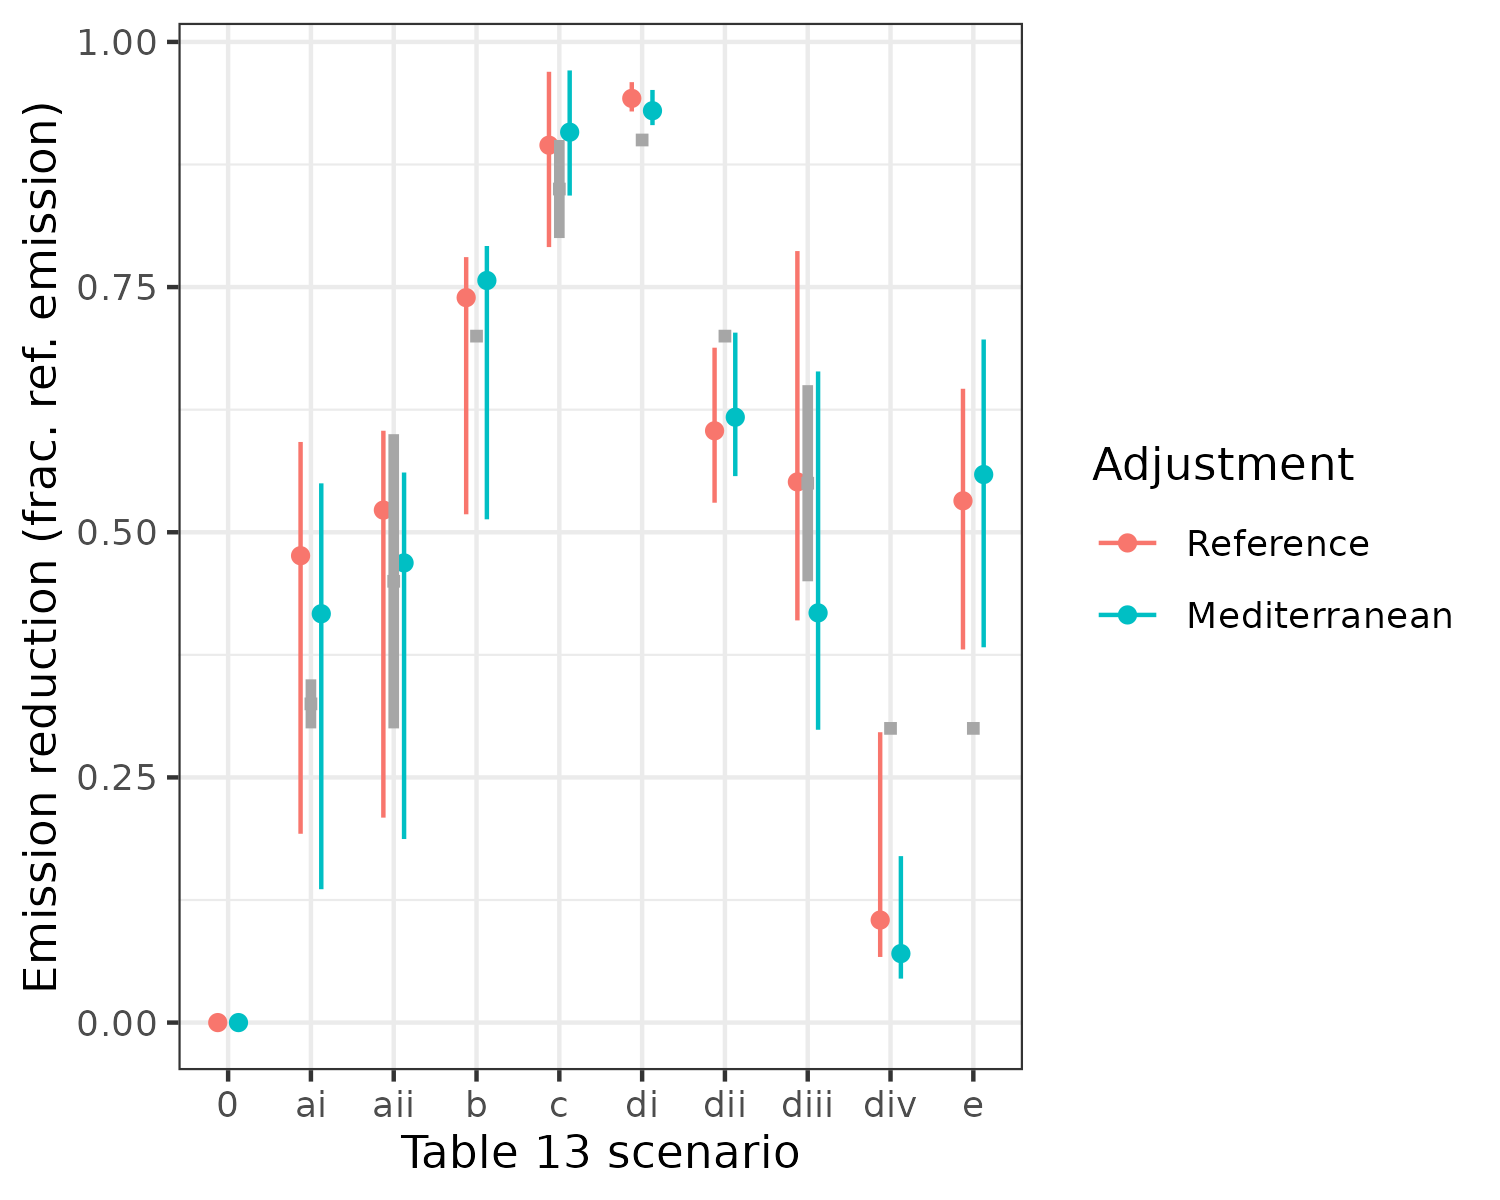 Emission reduction (frac. ref. emission)
1.00
0.75
0.50
0.25
0.00
0 ai aii b c di dii diii div e
Table 13 scenario
Adjustment
Reference
Mediterranean